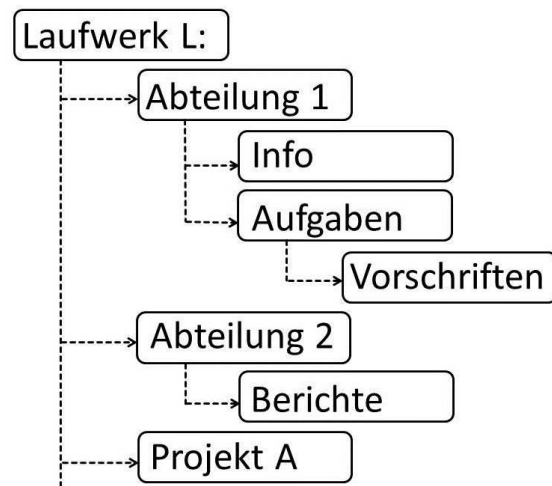 Laufwerk L:
Abteilung 1
Info
Aufgaben
Vorschriften
Abteilung 2
Berichte
Projekt A